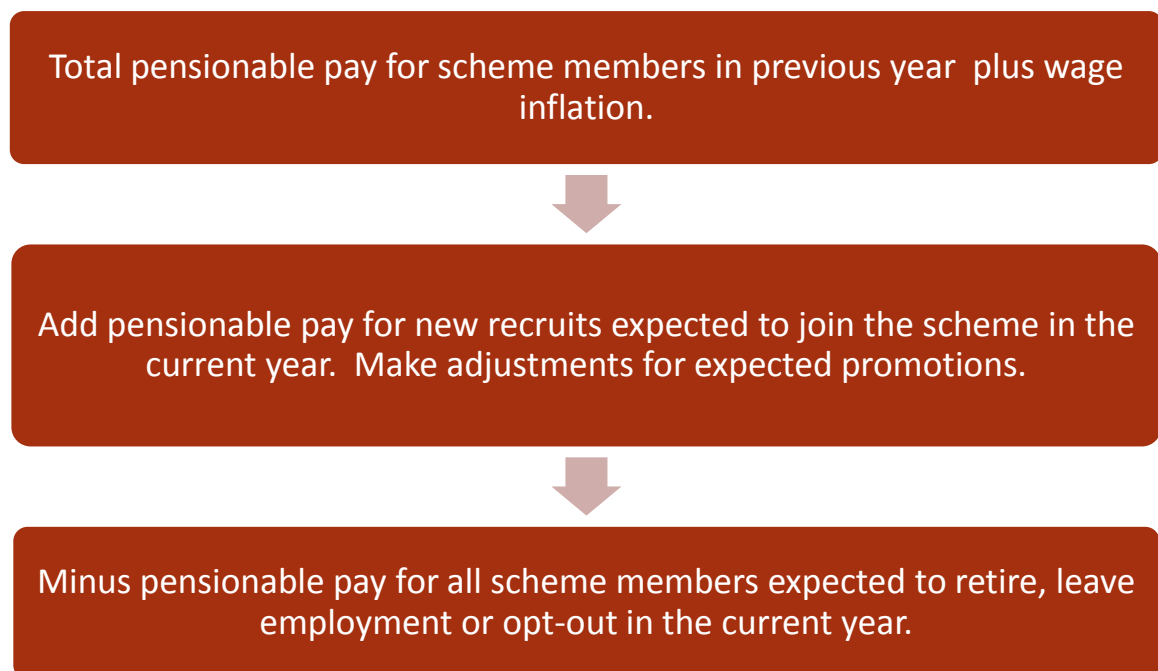 Total pensionable pay for scheme members in previous year  plus wage
inflation.
Add pensionable pay for new recruits expected to join the scheme in the
current year.  Make adjustments for expected promotions.
Minus pensionable pay for all scheme members expected to retire, leave
employment or opt-out in the current year.